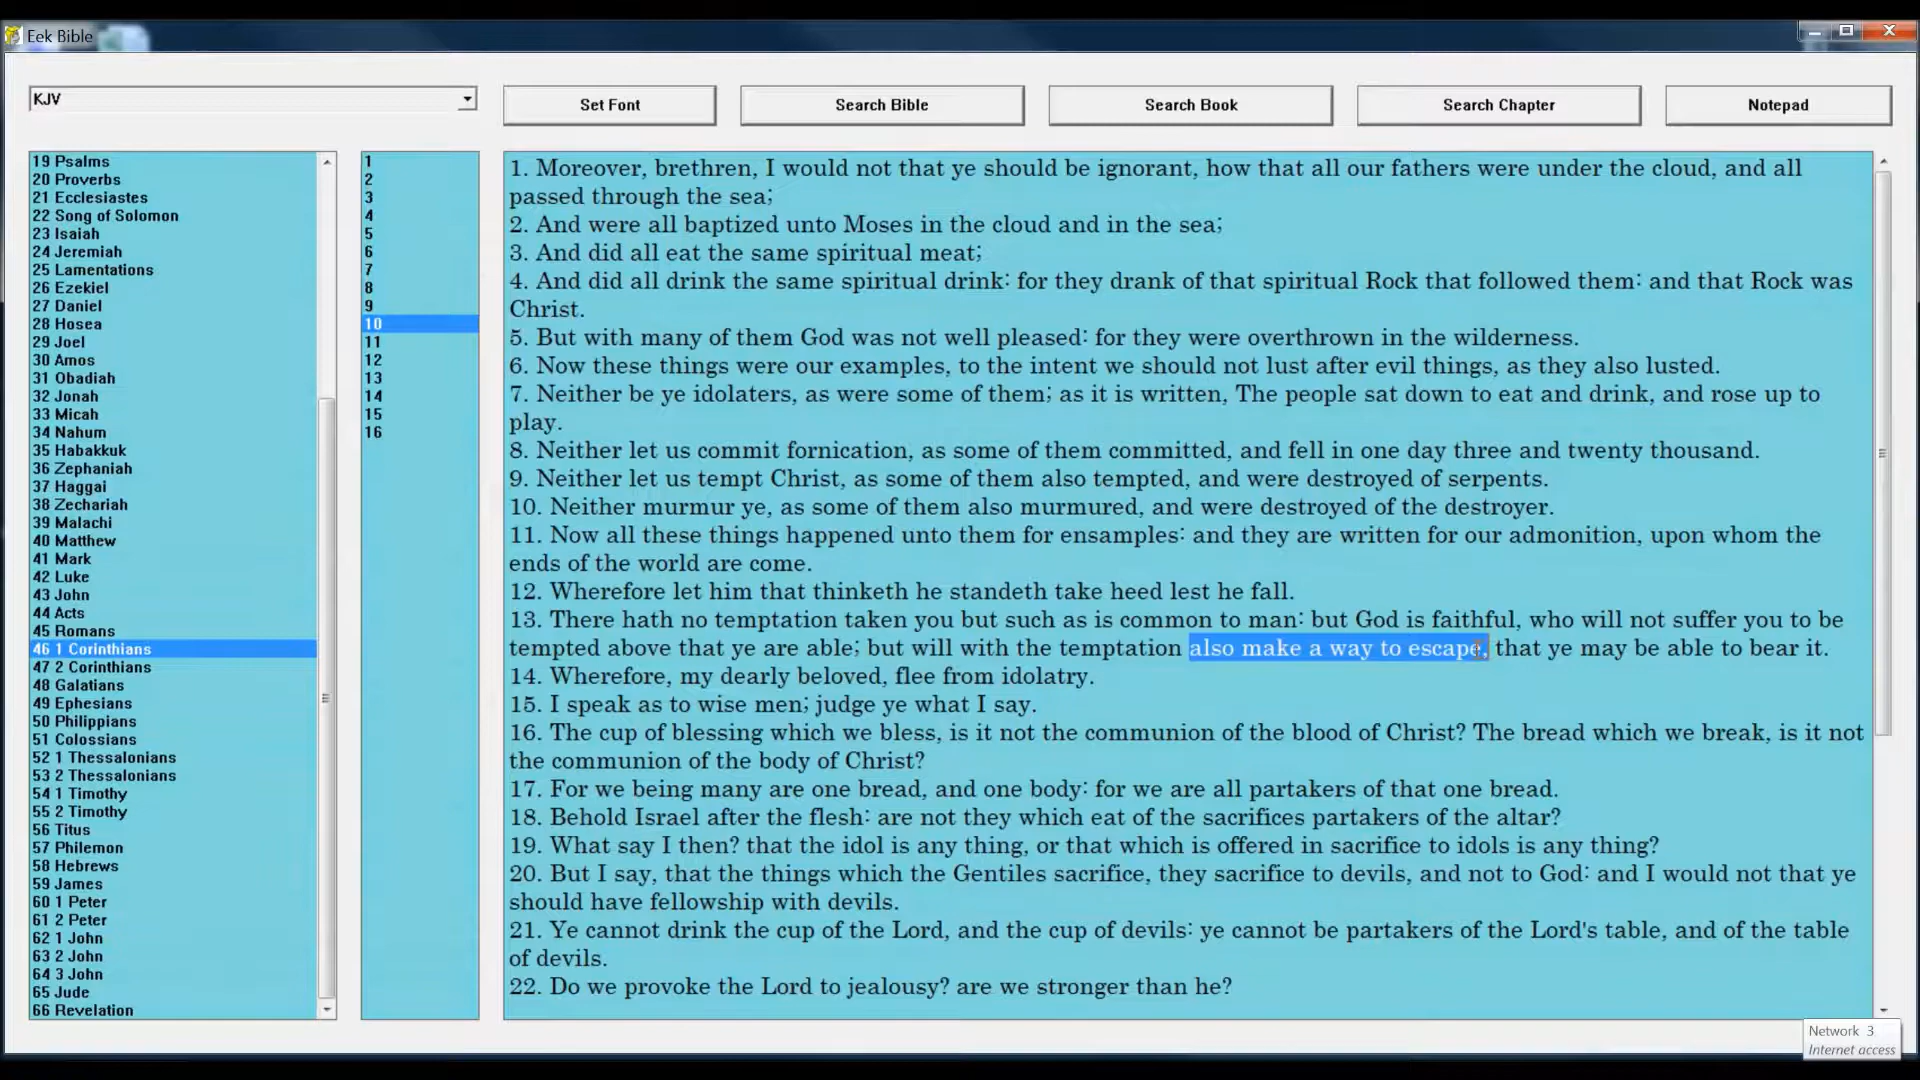 Eek Bible
KJV
Set Font
Search Bible
Search Book
Search Chapter
Notepad
19 Psalms
20 Proverbs
21 Ecclesiastes
22 Song of Solomon
23 Isaiah
24 Jeremiah
25 Lamentations
26 Ezekiel
27 Daniel
28 Hosea
29 Joel
30 Amos
31 Obadiah
32 Jonah
33 Micah
34 Nahum
35 Habakkuk
36 Zephaniah
37 Haggai
38 Zechariah
39 Malachi
40 Matthew
41 Mark
42 Luke
43 John
44 Acts
45 Romans
46 1 Corinthians
47 2 Corinthians
48 Galatians
49 Ephesians
50 Philippians
51 Colossians
52 1 Thessalonians
53 2 Thessalonians
54 1 Timothy
55 2 Timothy
56 Titus
57 Philemon
58 Hebrews
59 James
60 1 Peter
61 2 Peter
62 1 John
63 2 John
64 3 John
65 Jude
66 Revelation
1
2
3
4
5
6
7
8
9
10
11
12
13
14
15
16
1. Moreover, brethren, I would not that ye should be ignorant, how that all our fathers were under the cloud, and all
passed through the sea;
2. And were all baptized unto Moses in the cloud and in the sea;
3. And did all eat the same spiritual meat;
4. And did all drink the same spiritual drink: for they drank of that spiritual Rock that followed them: and that Rock was
Christ.
5. But with many of them God was not well pleased: for they were overthrown in the wilderness.
6. Now these things were our examples, to the intent we should not lust after evil things, as they also lusted.
7. Neither be ye idolaters, as were some of them; as it is written, The people sat down to eat and drink, and rose up to
play.
8. Neither let us commit fornication, as some of them committed, and fell in one day three and twenty thousand.
9. Neither let us tempt Christ, as some of them also tempted, and were destroyed of serpents.
10. Neither murmur ye, as some of them also murmured, and were destroyed of the destroyer.
11. Now all these things happened unto them for ensamples: and they are written for our admonition, upon whom the
ends of the world are come.
12. Wherefore let him that thinketh he standeth take heed lest he fall.
13. There hath no temptation taken you but such as is common to man: but God is faithful, who will not suffer you to be
tempted above that ye are able; but will with the temptation also make a way to escape, that ye may be able to bear it.
14. Wherefore, my dearly beloved, flee from idolatry.
15. I speak as to wise men; judge ye what I say.
16. The cup of blessing which we bless, is it not the communion of the blood of Christ? The bread which we break, is it not
the communion of the body of Christ?
17. For we being many are one bread, and one body: for we are all partakers of that one bread.
18. Behold Israel after the flesh: are not they which eat of the sacrifices partakers of the altar?
19. What say I then? that the idol is any thing, or that which is offered in sacrifice to idols is any thing?
20. But I say, that the things which the Gentiles sacrifice, they sacrifice to devils, and not to God: and I would not that ye
should have fellowship with devils.
21. Ye cannot drink the cup of the Lord, and the cup of devils: ye cannot be partakers of the Lord's table, and of the table
of devils.
22. Do we provoke the Lord to jealousy? are we stronger than he?
Network 3
Internet access